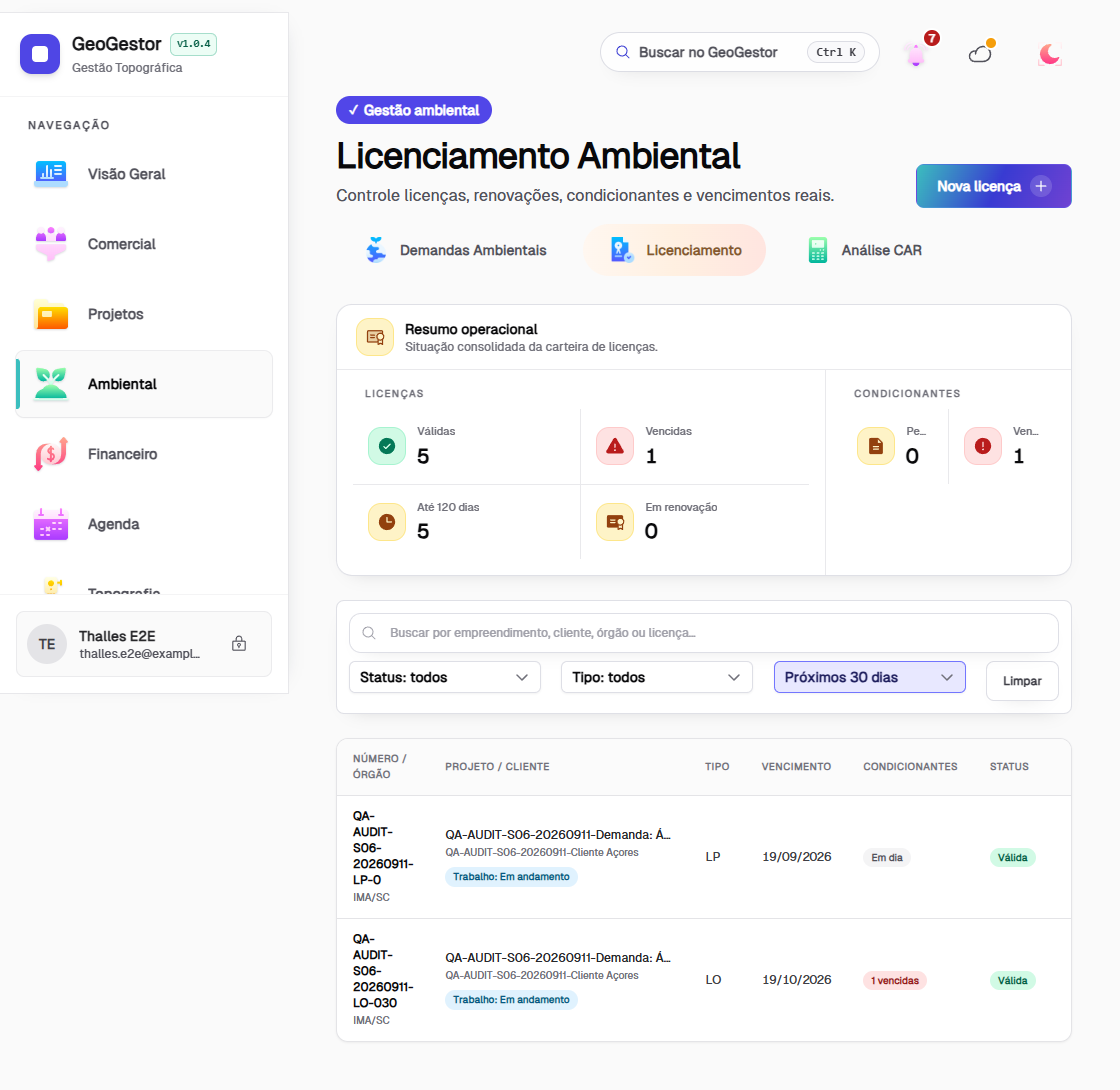 GeoGestor
v1.0.4
Gestão Topográfica
Buscar no GeoGestor
Ctrl K
7
NAVEGAÇÃO
Visão Geral
Comercial
Projetos
Ambiental
Financeiro
Agenda
Topografia
TE
Thalles E2E
thalles.e2e@exampl...
✓ Gestão ambiental
Licenciamento Ambiental
Controle licenças, renovações, condicionantes e vencimentos reais.
Nova licença
Demandas Ambientais
Licenciamento
Análise CAR
Resumo operacional
Situação consolidada da carteira de licenças.
LICENÇAS
Válidas
5
Vencidas
1
Até 120 dias
5
Em renovação
0
CONDICIONANTES
Pe...
0
Ven...
1
Buscar por empreendimento, cliente, órgão ou licença...
Status: todos
Tipo: todos
Próximos 30 dias
Limpar
NÚMERO /
ÓRGÃO
PROJETO / CLIENTE
TIPO
VENCIMENTO
CONDICIONANTES
STATUS
QA-
AUDIT-
S06-
20260911-
LP-0
IMA/SC
QA-AUDIT-S06-20260911-Demanda: Á...
QA-AUDIT-S06-20260911-Cliente Açores
Trabalho: Em andamento
LP
19/09/2026
Em dia
Válida
QA-
AUDIT-
S06-
20260911-
LO-030
IMA/SC
QA-AUDIT-S06-20260911-Demanda: Á...
QA-AUDIT-S06-20260911-Cliente Açores
Trabalho: Em andamento
LO
19/10/2026
1 vencidas
Válida